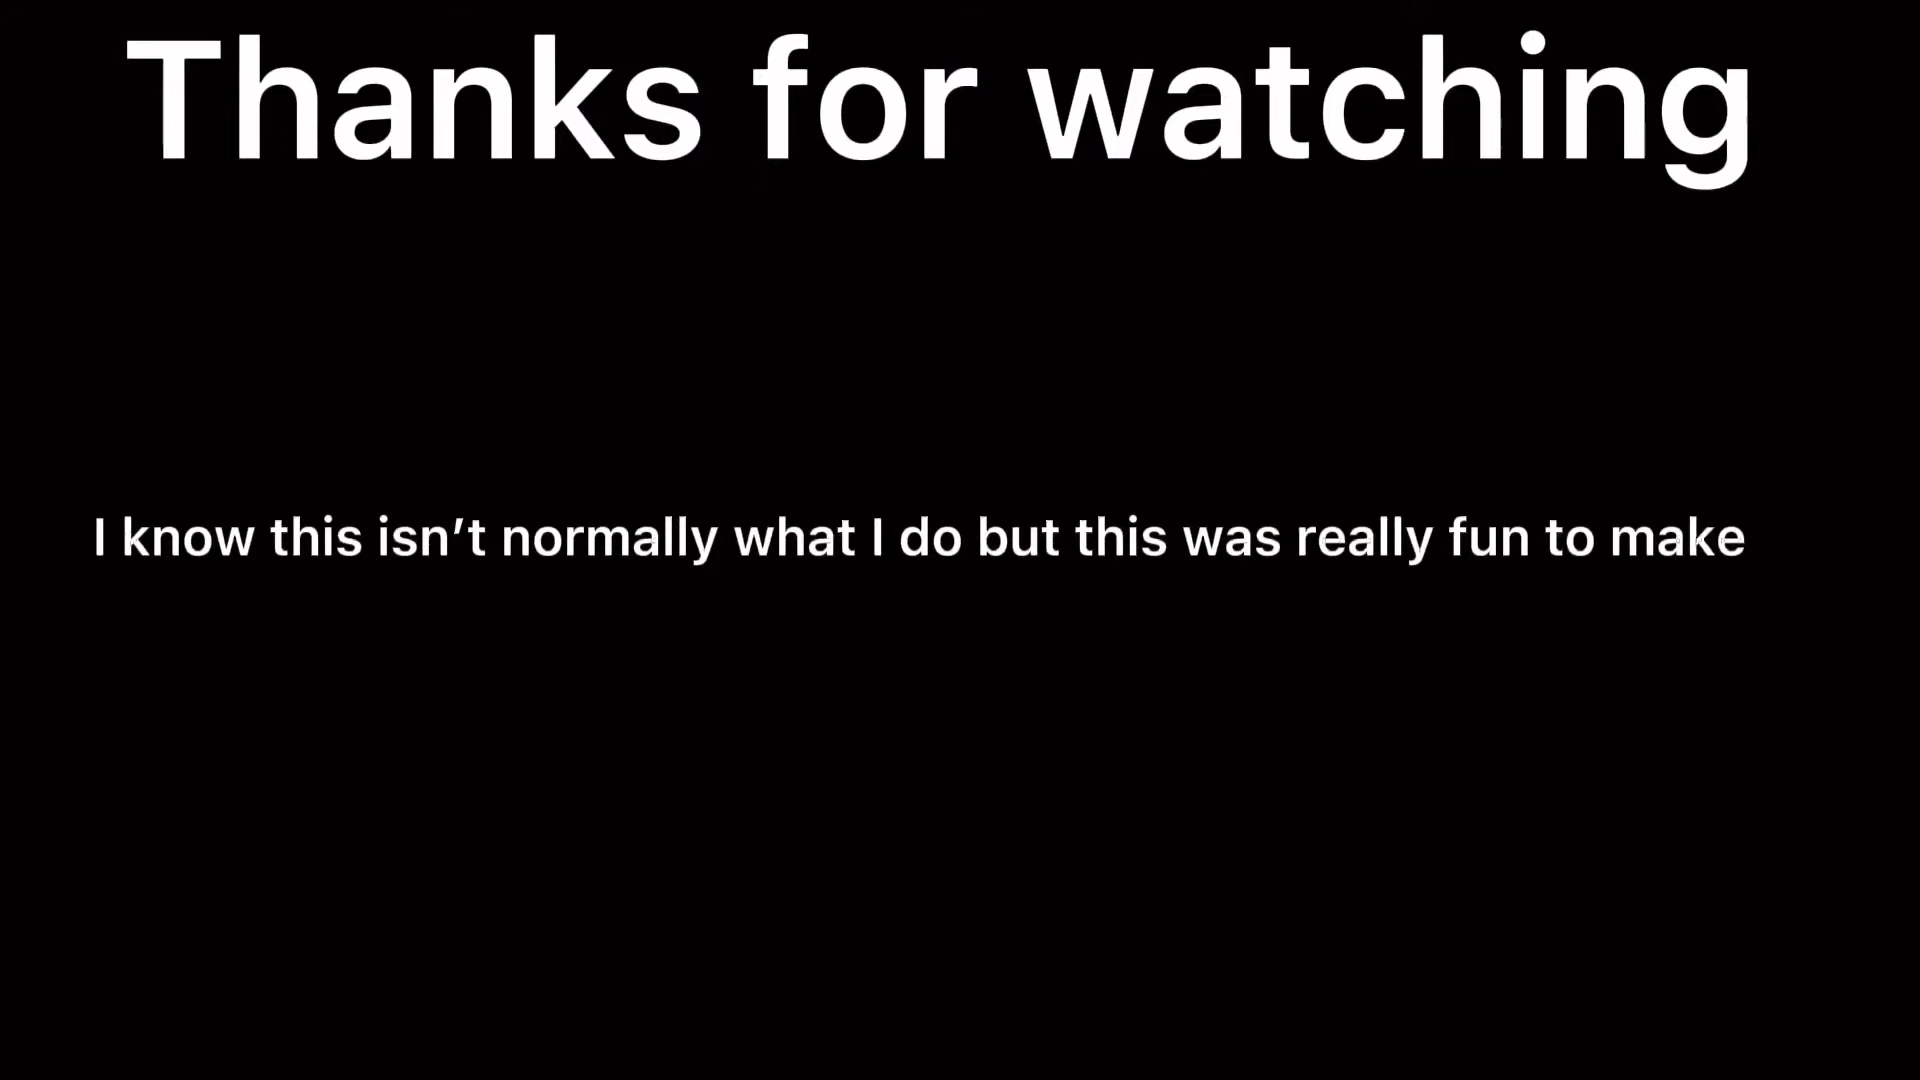 Thanks for watching
I know this isn’t normally what I do but this was really fun to make